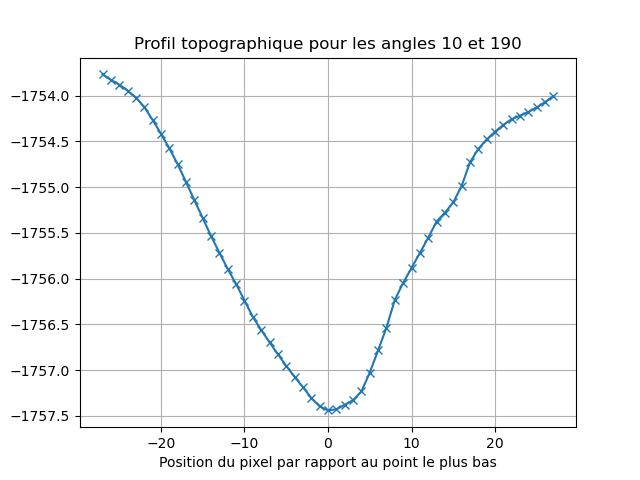 Profil topographique pour les angles 10 et 190
−1754.0
−1754.5
−1755.0
−1755.5
−1756.0
−1756.5
−1757.0
−1757.5
−20 −10 0 10 20
Position du pixel par rapport au point le plus bas